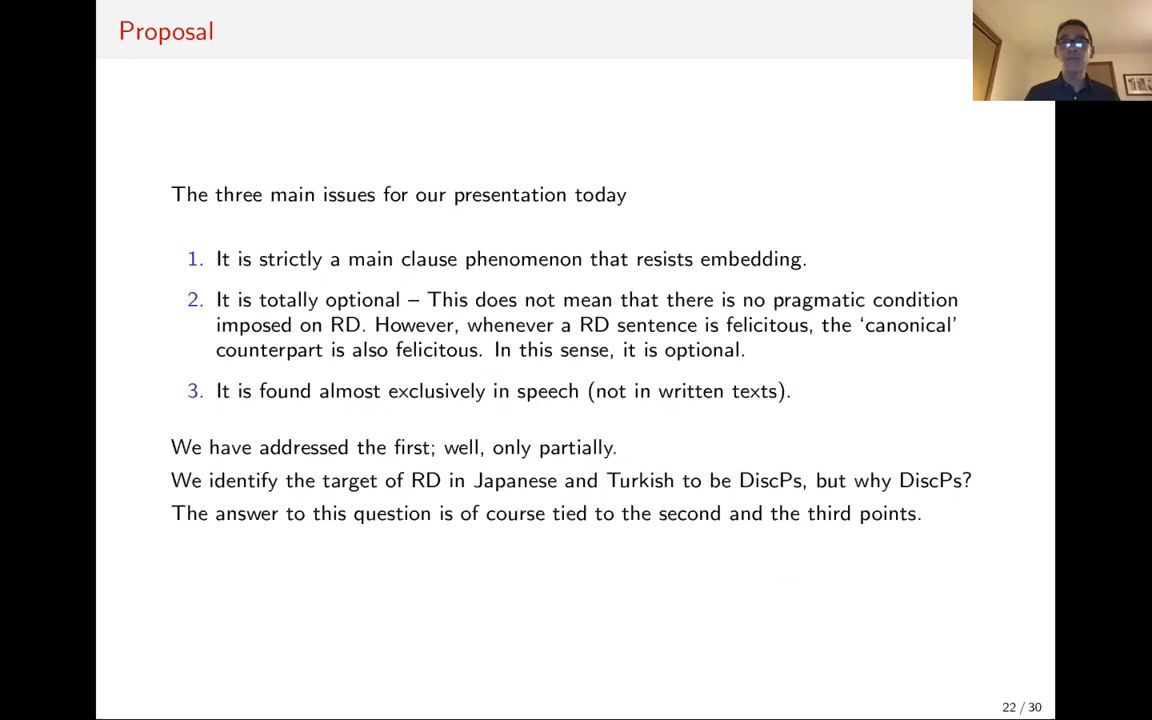 Proposal
The three main issues for our presentation today
1. It is strictly a main clause phenomenon that resists embedding.
2. It is totally optional – This does not mean that there is no pragmatic condition
imposed on RD. However, whenever a RD sentence is felicitous, the ‘canonical’
counterpart is also felicitous. In this sense, it is optional.
3. It is found almost exclusively in speech (not in written texts).
We have addressed the first; well, only partially.
We identify the target of RD in Japanese and Turkish to be DiscPs, but why DiscPs?
The answer to this question is of course tied to the second and the third points.
22 / 30